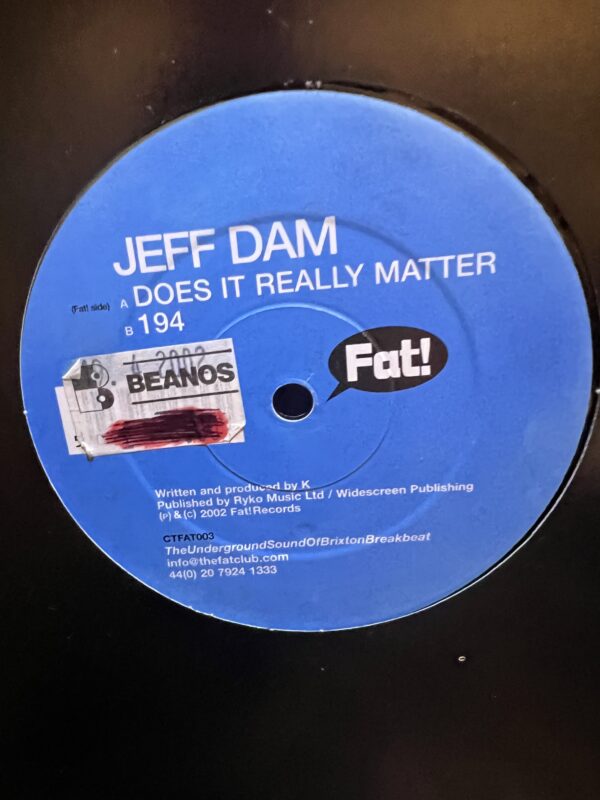 JEFF DAM
(Fat! side) A DOES IT REALLY MATTER
B 194
Fat!
2002
BEANOS
Written and produced by K
Published by Ryko Music Ltd / Widescreen Publishing
(P) & (C) 2002 Fat! Records
CTFAT003
TheUndergroundSoundOfBrixtonBreakbeat
info@thefatclub.com
44(0) 20 7924 1333